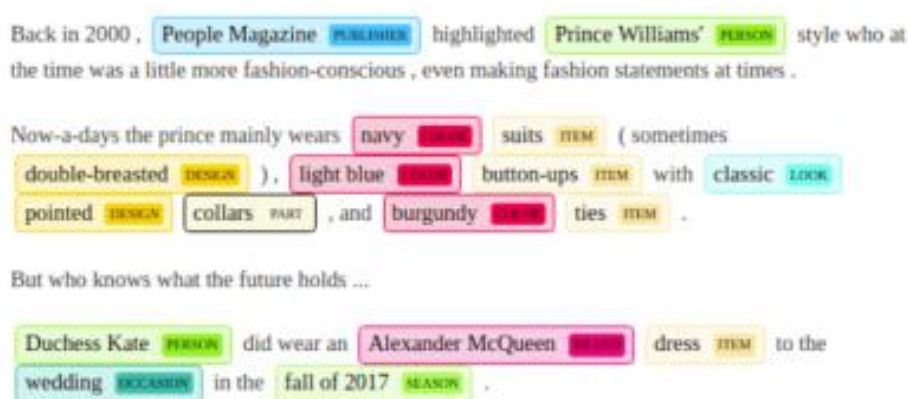 Back in 2000 , People Magazine PUBLISHER highlighted Prince Williams' PERSON style who at
the time was a little more fashion-conscious , even making fashion statements at times .
Now-a-days the prince mainly wears navy COLOR suits ITEM ( sometimes
double-breasted DESIGN ) , light blue COLOR button-ups ITEM with classic LOOK
pointed DESIGN collars PART , and burgundy COLOR ties ITEM .
But who knows what the future holds ...
Duchess Kate PERSON did wear an Alexander McQueen BRAND dress ITEM to the
wedding OCCASION in the fall of 2017 SEASON .